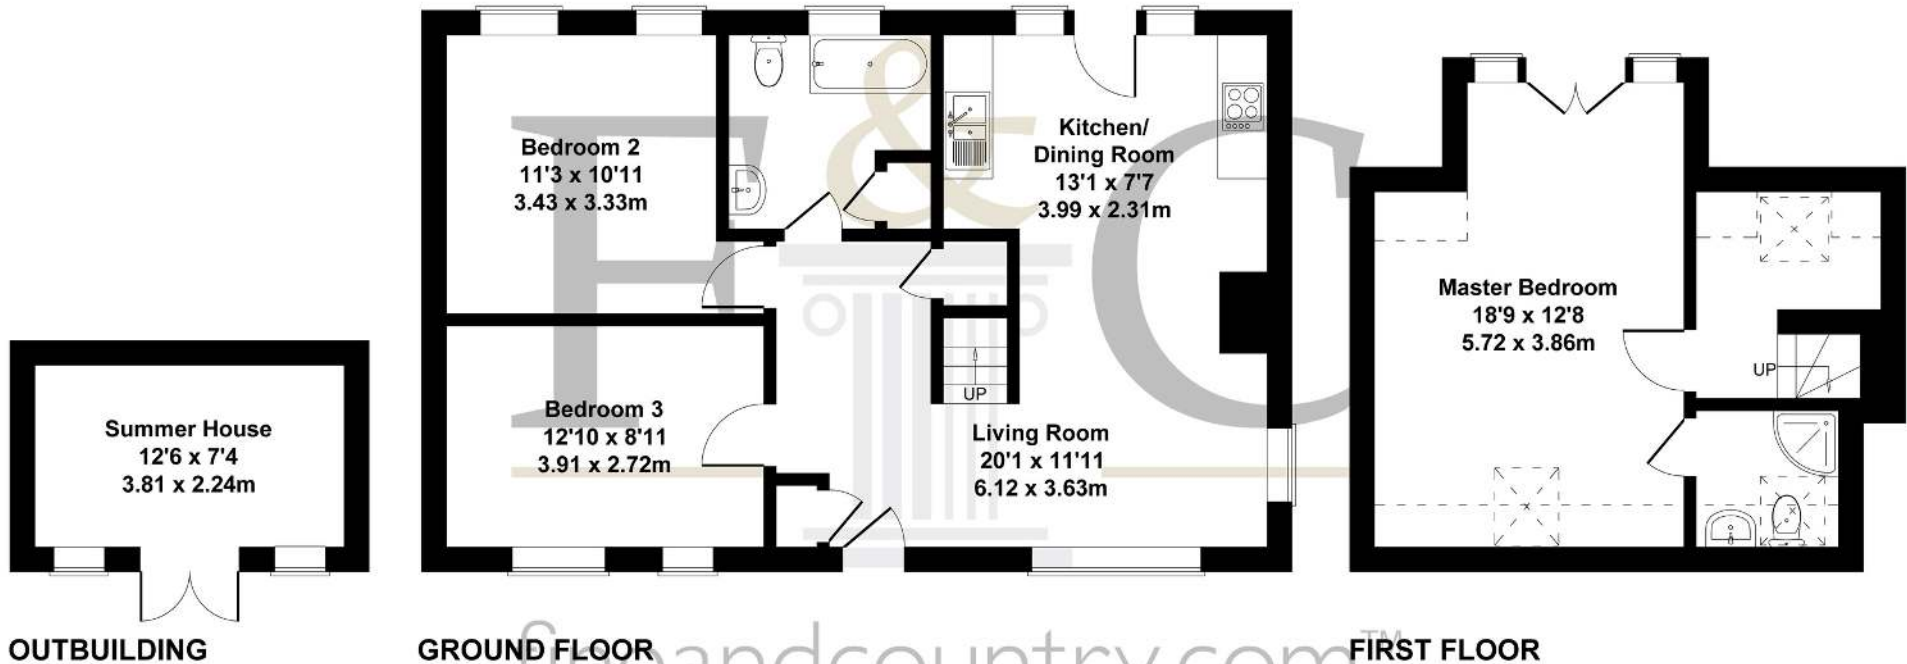 F&C
Bedroom 2
11'3 x 10'11
3.43 x 3.33m
Kitchen/
Dining Room
13'1 x 7'7
3.99 x 2.31m
Master Bedroom
18'9 x 12'8
5.72 x 3.86m
UP
Summer House
12'6 x 7'4
3.81 x 2.24m
Bedroom 3
12'10 x 8'11
3.91 x 2.72m
UP
Living Room
20'1 x 11'11
6.12 x 3.63m
OUTBUILDING
GROUND FLOOR
FIRST FLOOR
fineandcountry.com™